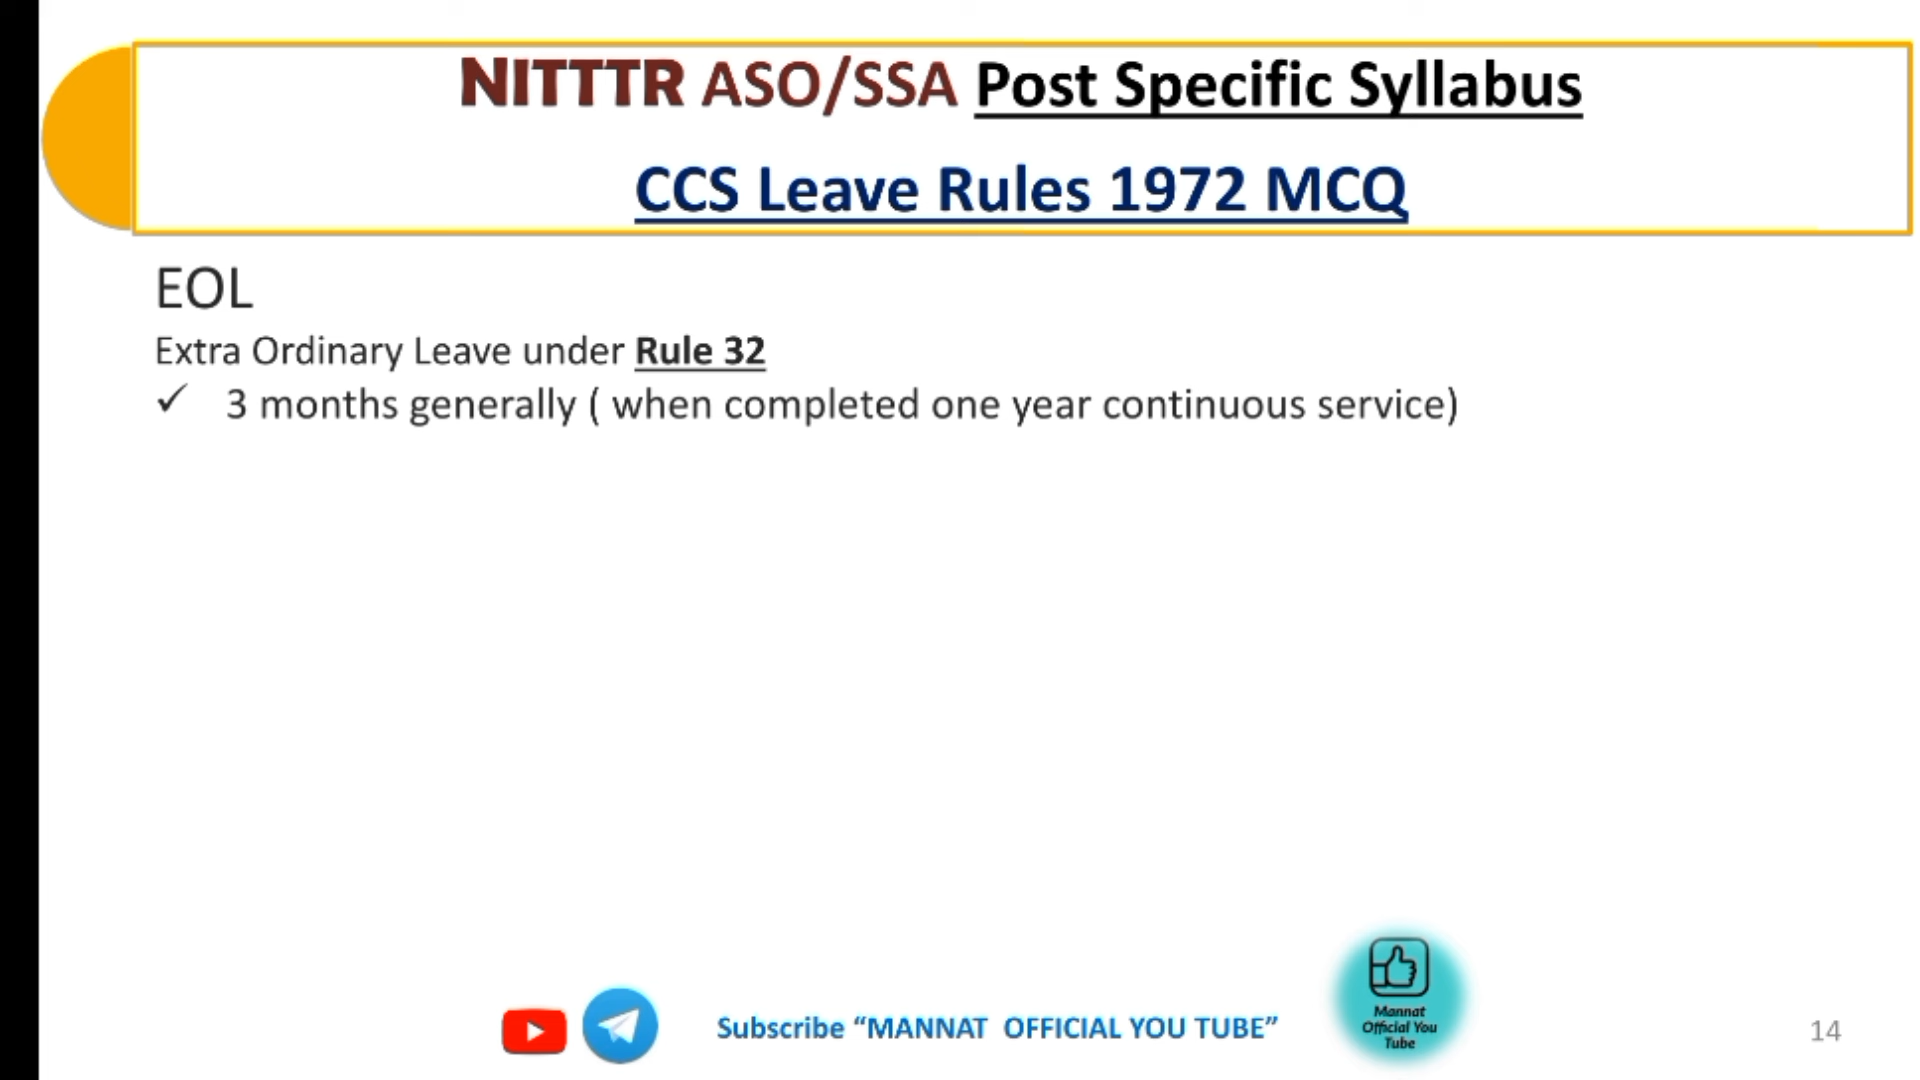 NITTTR ASO/SSA Post Specific Syllabus
CCS Leave Rules 1972 MCQ
EOL
Extra Ordinary Leave under Rule 32
✓ 3 months generally ( when completed one year continuous service)
Subscribe “MANNAT OFFICIAL YOU TUBE”
Mannat
Official You
Tube
14